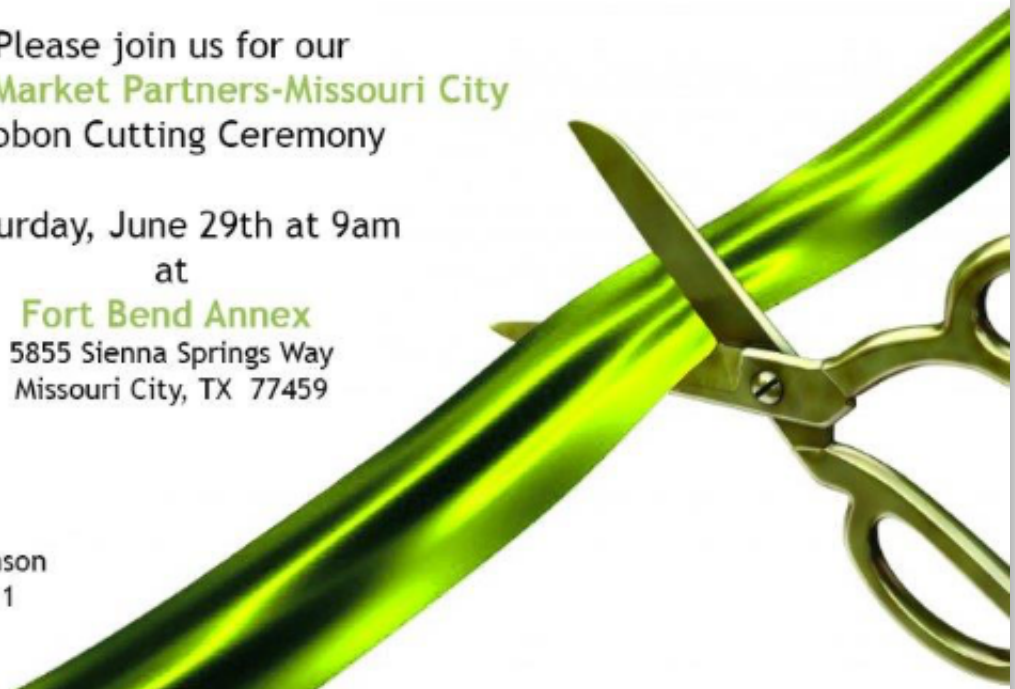 Please join us for our
Market Partners-Missouri City
bbon Cutting Ceremony
urday, June 29th at 9am
at
Fort Bend Annex
5855 Sienna Springs Way
Missouri City, TX 77459
nson
1